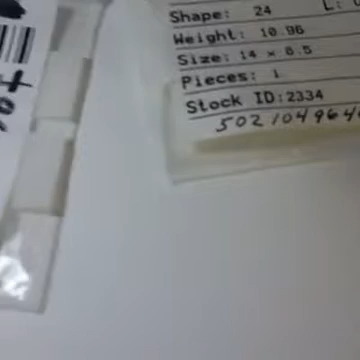 Shape: 24 L:
Weight: 10.96
Size: 14 x 8.5
Pieces: 1
Stock ID:2334
502104964